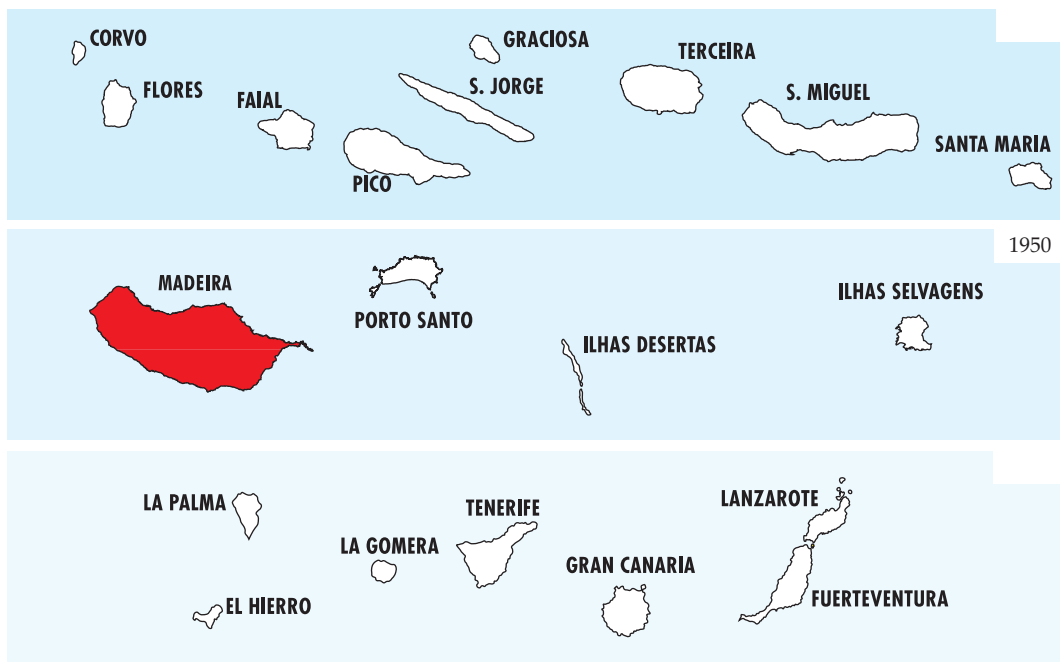 CORVO
FLORES
FAIAL
PICO
GRACIOSA
S. JORGE
TERCEIRA
S. MIGUEL
SANTA MARIA
1950
MADEIRA
PORTO SANTO
ILHAS DESERTAS
ILHAS SELVAGENS
LA PALMA
EL HIERRO
LA GOMERA
TENERIFE
GRAN CANARIA
LANZAROTE
FUERTEVENTURA